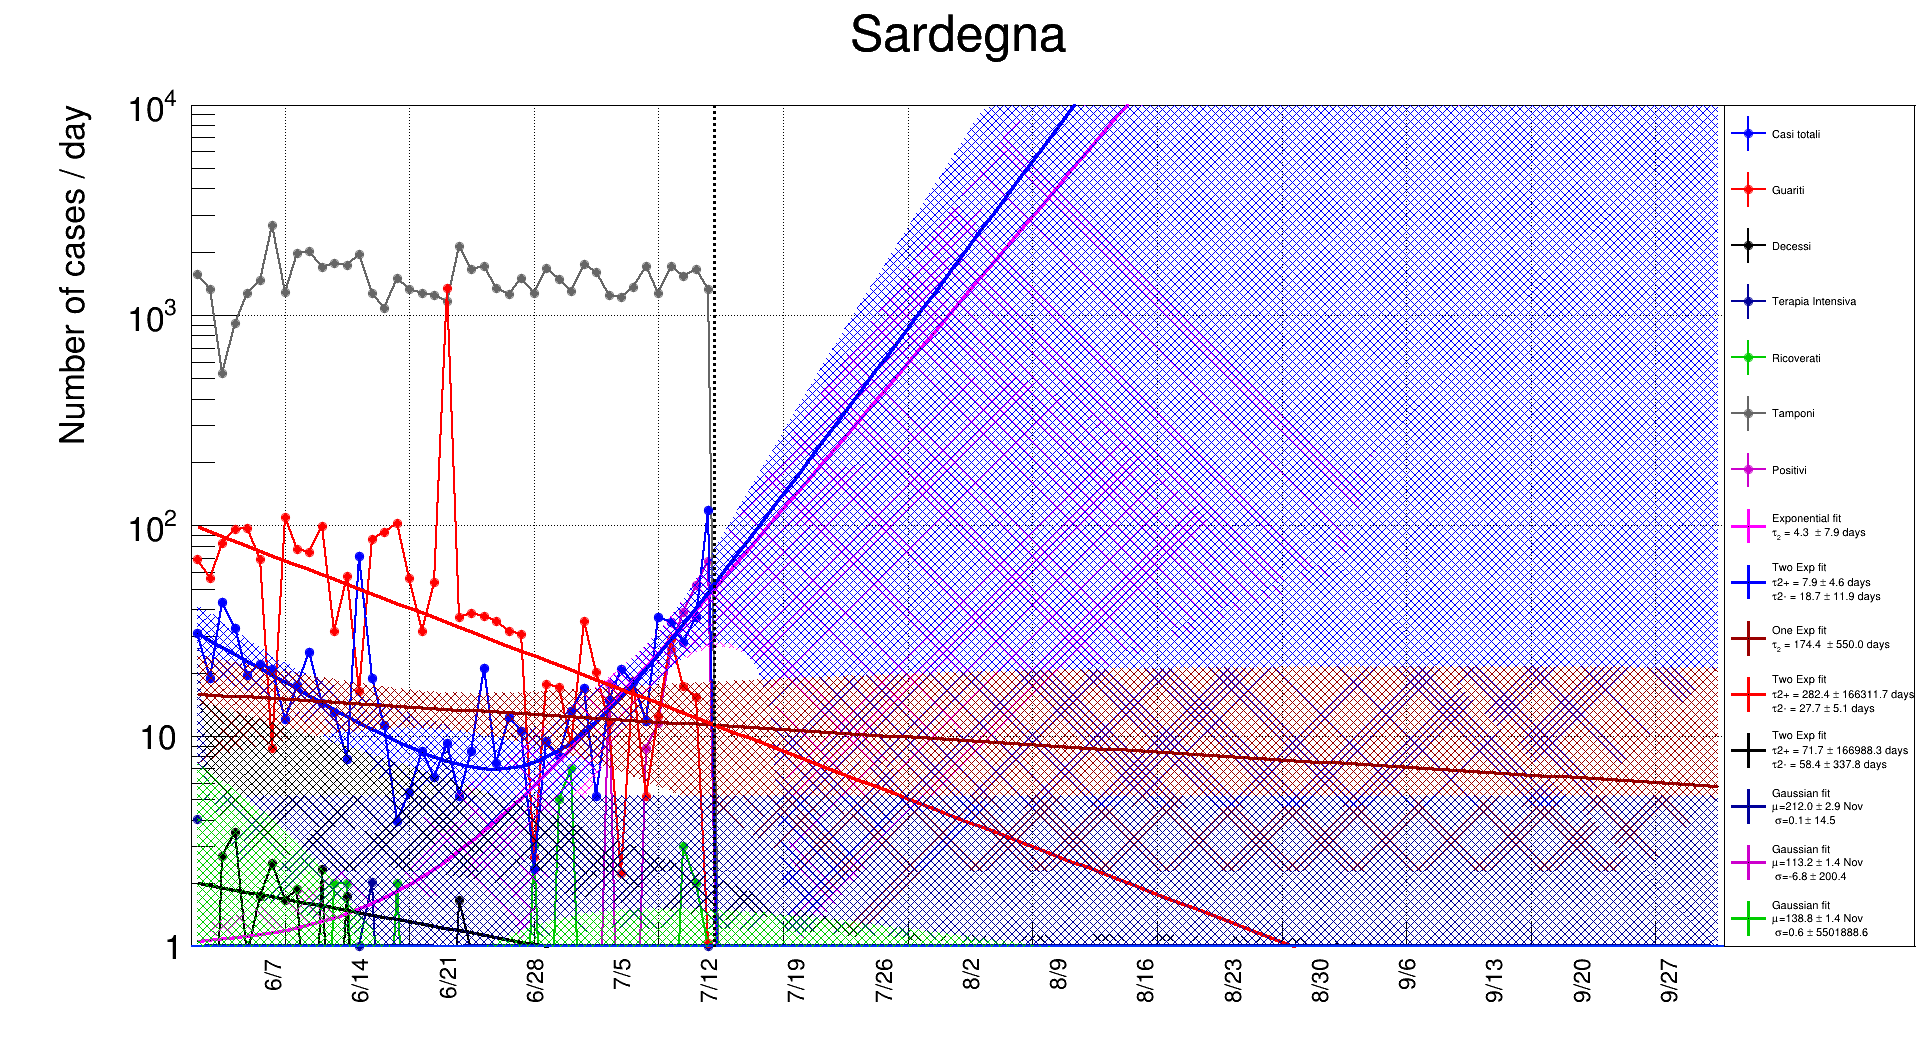 Sardegna
Number of cases / day
10^4
10^3
10^2
10
1
6/7
6/14
6/21
6/28
7/5
7/12
7/19
7/26
8/2
8/9
8/16
8/23
8/30
9/6
9/13
9/20
9/27
Casi totali
Guariti
Decessi
Terapia Intensiva
Ricoverati
Tamponi
Positivi
Exponential fit
τ₂ = 4.3 ± 7.9 days
Two Exp fit
τ2+ = 7.9 ± 4.6 days
τ2- = 18.7 ± 11.9 days
One Exp fit
τ₂ = 174.4 ± 550.0 days
Two Exp fit
τ2+ = 282.4 ± 166311.7 days
τ2- = 27.7 ± 5.1 days
Two Exp fit
τ2+ = 71.7 ± 166988.3 days
τ2- = 58.4 ± 337.8 days
Gaussian fit
μ=212.0 ± 2.9 Nov
σ=0.1 ± 14.5
Gaussian fit
μ=113.2 ± 1.4 Nov
σ=-6.8 ± 200.4
Gaussian fit
μ=138.8 ± 1.4 Nov
σ=0.6 ± 5501888.6